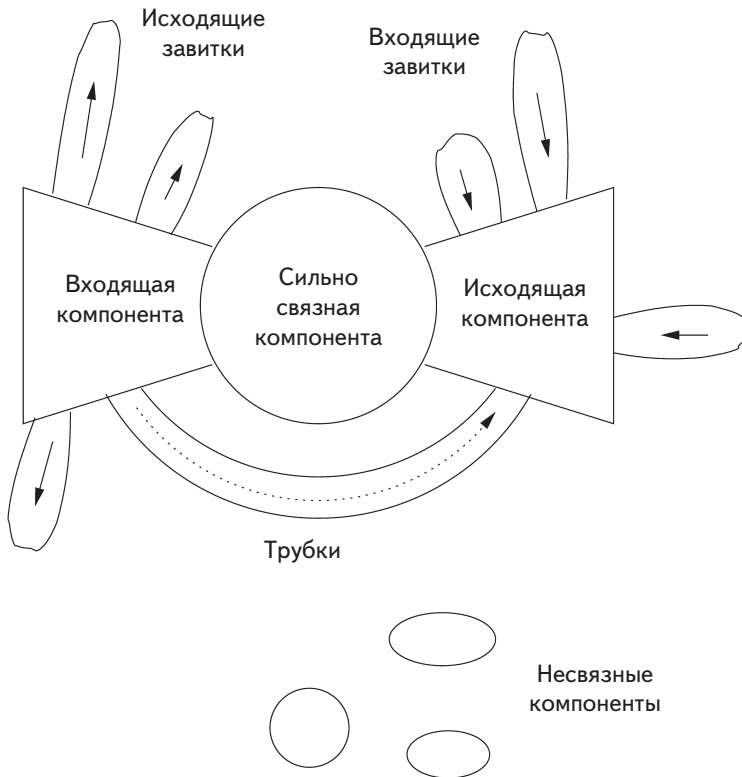 Исходящие
завитки
Входящие
завитки
Входящая
компонента
Сильно
связная
компонента
Исходящая
компонента
Трубки
Несвязные
компоненты